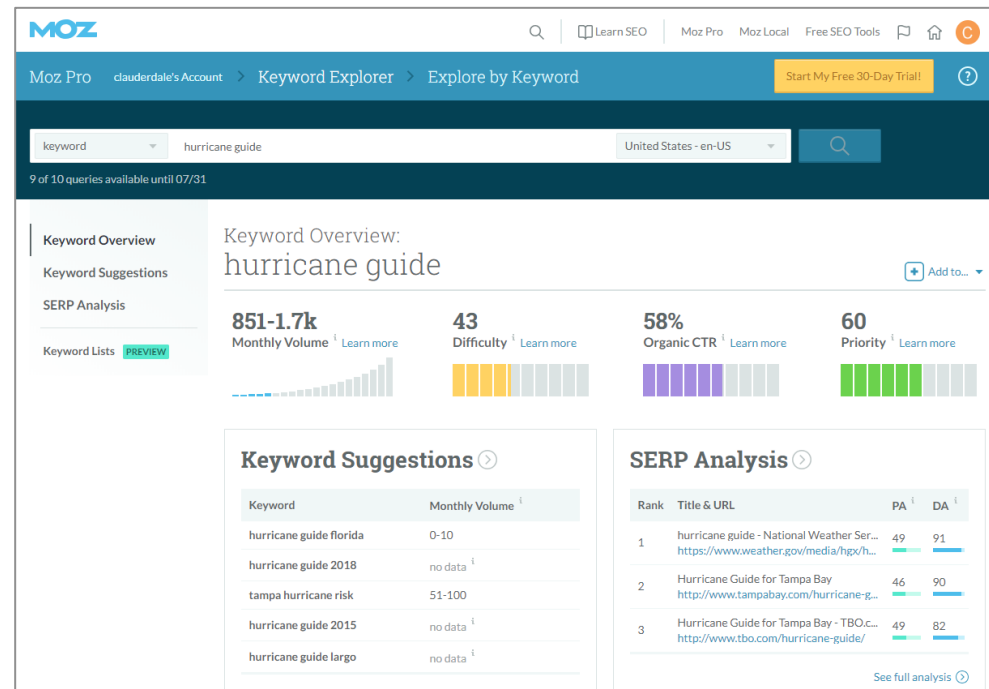 MOZ
Learn SEO Moz Pro Moz Local Free SEO Tools C
Moz Pro clauderdale's Account > Keyword Explorer > Explore by Keyword Start My Free 30-Day Trial! ?
keyword hurricane guide United States - en-US
9 of 10 queries available until 07/31
Keyword Overview
Keyword Suggestions
SERP Analysis
Keyword Lists PREVIEW
Keyword Overview:
hurricane guide
Add to...
851-1.7k
Monthly Volume i Learn more
43
Difficulty i Learn more
58%
Organic CTR i Learn more
60
Priority i Learn more
Keyword Suggestions
Keyword Monthly Volume i
hurricane guide florida 0-10
hurricane guide 2018 no data i
tampa hurricane risk 51-100
hurricane guide 2015 no data i
hurricane guide largo no data i
SERP Analysis
Rank Title & URL PA i DA i
1 hurricane guide - National Weather Ser... 49 91
https://www.weather.gov/media/hgx/h...
2 Hurricane Guide for Tampa Bay 46 90
http://www.tampabay.com/hurricane-g...
3 Hurricane Guide for Tampa Bay - TBO.c... 49 82
http://www.tbo.com/hurricane-guide/
See full analysis